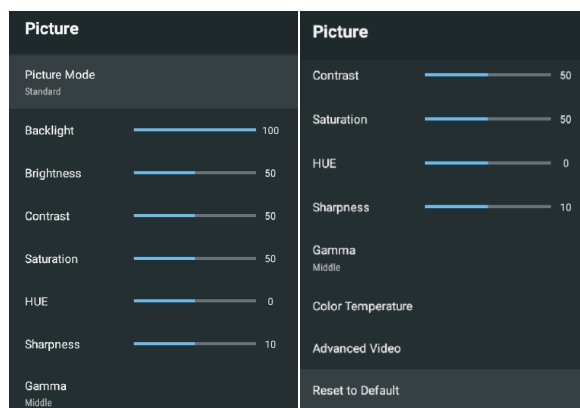 Picture
Picture Mode
Standard
Backlight 100
Brightness 50
Contrast 50
Saturation 50
HUE 0
Sharpness 10
Gamma
Middle
Picture
Contrast 50
Saturation 50
HUE 0
Sharpness 10
Gamma
Middle
Color Temperature
Advanced Video
Reset to Default